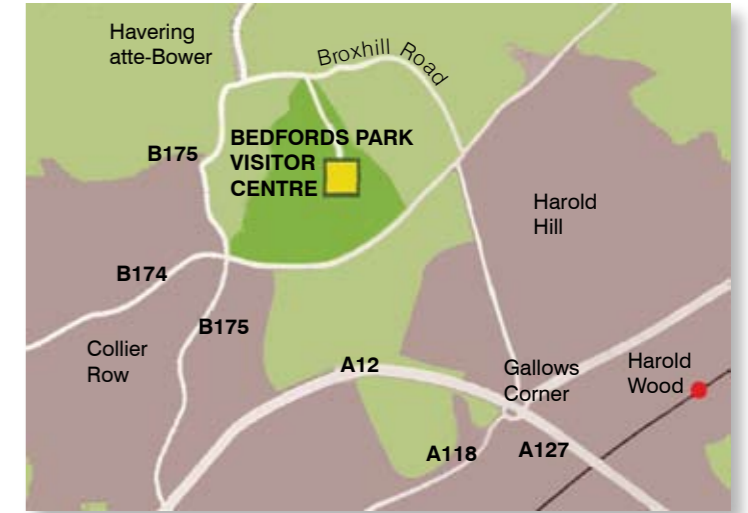 Havering
atte-Bower
Broxhill Road
B175
BEDFORDS PARK
VISITOR
CENTRE
Harold
Hill
B174
B175
Collier
Row
A12
Gallows
Corner
Harold
Wood
A118
A127